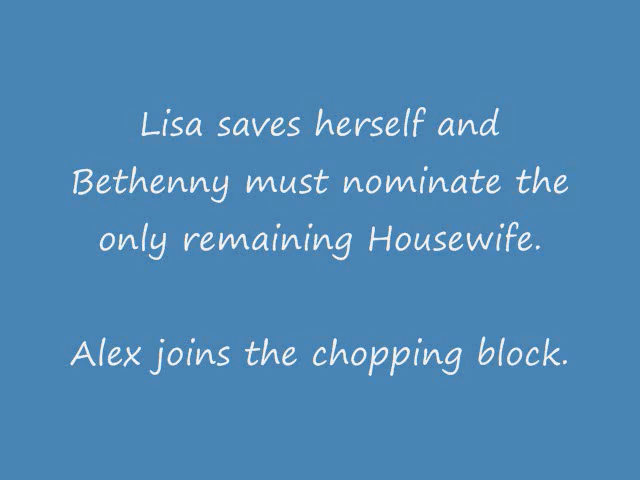 Lisa saves herself and
Bethenny must nominate the
only remaining Housewife.
Alex joins the chopping block.